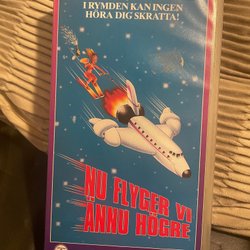 I RYMDEN KAN INGEN
HÖRA DIG SKRATTA!
NU FLYGER VI
ÄNNU HÖGRE